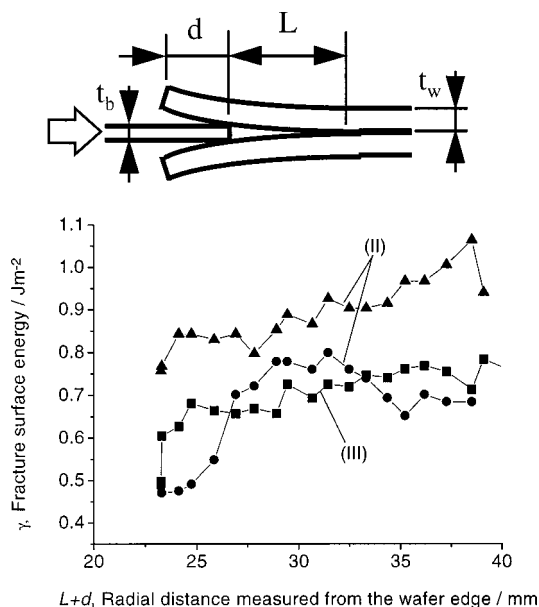 d
L
t_b
t_w
1.1
1.0
0.9
0.8
0.7
0.6
0.5
0.4
γ, Fracture surface energy / Jm-2
(II)
(III)
20
25
30
35
40
L+d, Radial distance measured from the wafer edge / mm